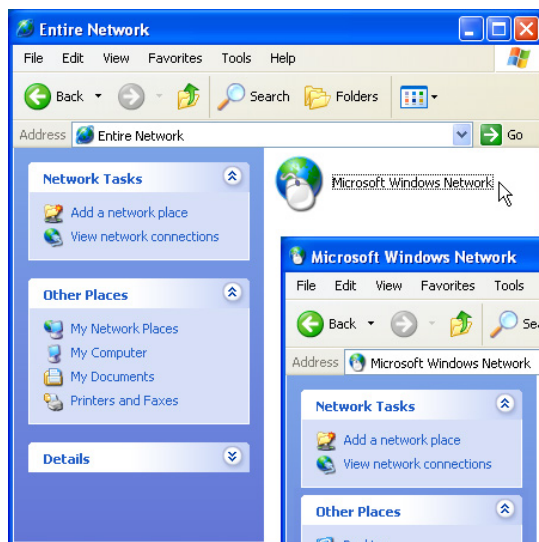 Entire Network
File Edit View Favorites Tools Help
Back Search Folders
Address Entire Network Go
Network Tasks
Add a network place
View network connections
Other Places
My Network Places
My Computer
My Documents
Printers and Faxes
Details
Microsoft Windows Network
Microsoft Windows Network
File Edit View Favorites Tools
Back Se
Address Microsoft Windows Network
Network Tasks
Add a network place
View network connections
Other Places